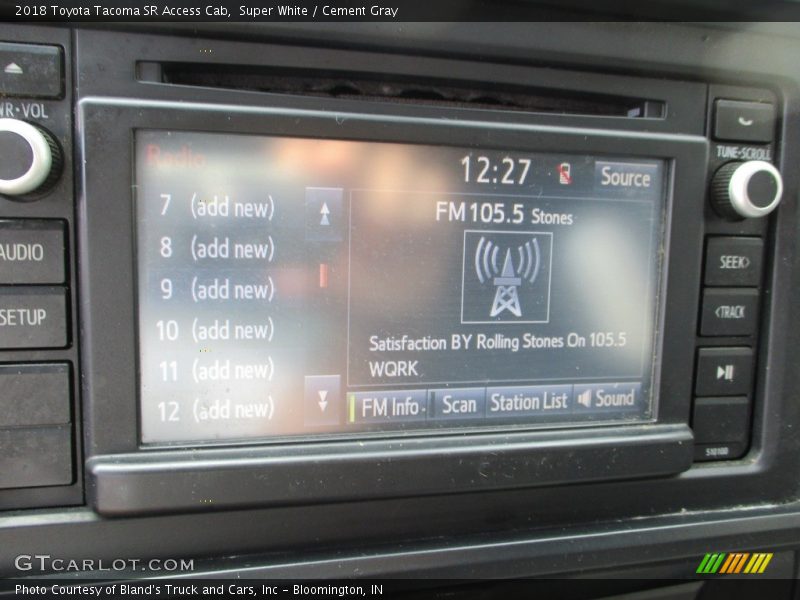 2018 Toyota Tacoma SR Access Cab,  Super White / Cement Gray
PWR•VOL
AUDIO
SETUP
Radio
12:27
Source
7 (add new)
8 (add new)
9 (add new)
10 (add new)
11 (add new)
12 (add new)
FM105.5 Stones
Satisfaction BY Rolling Stones On 105.5
WQRK
FM Info
Scan
Station List
Sound
TUNE•SCROLL
SEEK>
<TRACK
510100
GTCARLOT.COM
Photo Courtesy of Bland's Truck and Cars, Inc - Bloomington, IN